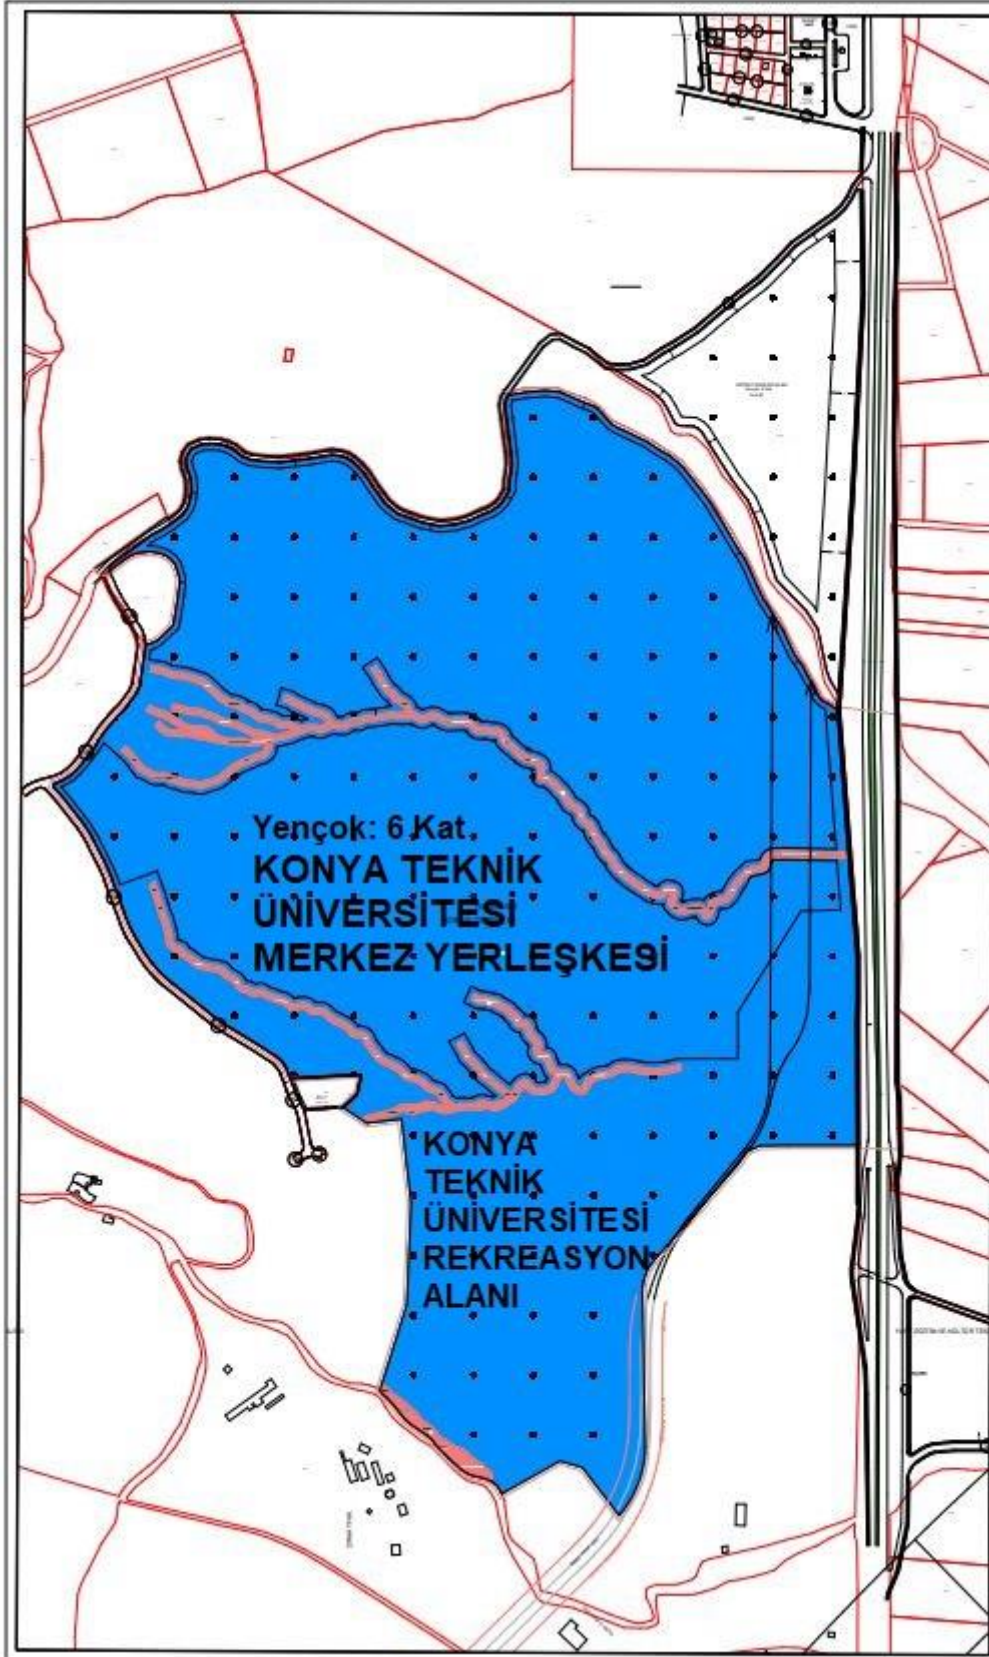 Yençok: 6 Kat
KONYA TEKNİK
ÜNİVERSİTESİ
MERKEZ YERLEŞKESİ
KONYA
TEKNİK
ÜNİVERSİTESİ
REKREASYON
ALANI